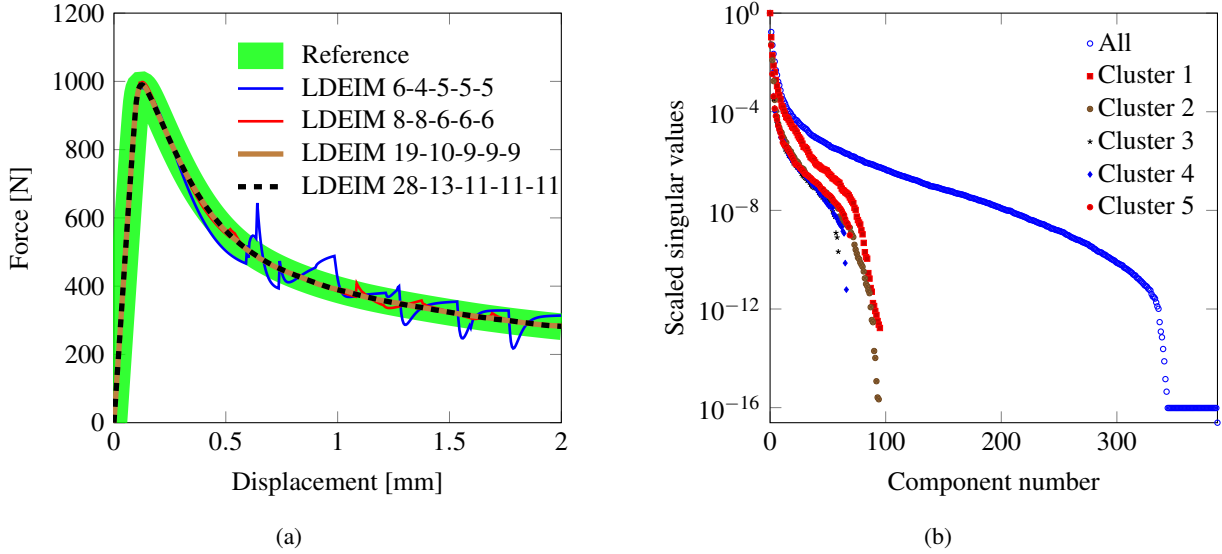 1200
1000
800
600
400
200
0
0
0.5
1
1.5
2
Force [N]
Displacement [mm]
Reference
LDEIM 6-4-5-5-5
LDEIM 8-8-6-6-6
LDEIM 19-10-9-9-9
LDEIM 28-13-11-11-11
(a)
10^0
10^−4
10^−8
10^−12
10^−16
0
100
200
300
Scaled singular values
Component number
All
Cluster 1
Cluster 2
Cluster 3
Cluster 4
Cluster 5
(b)